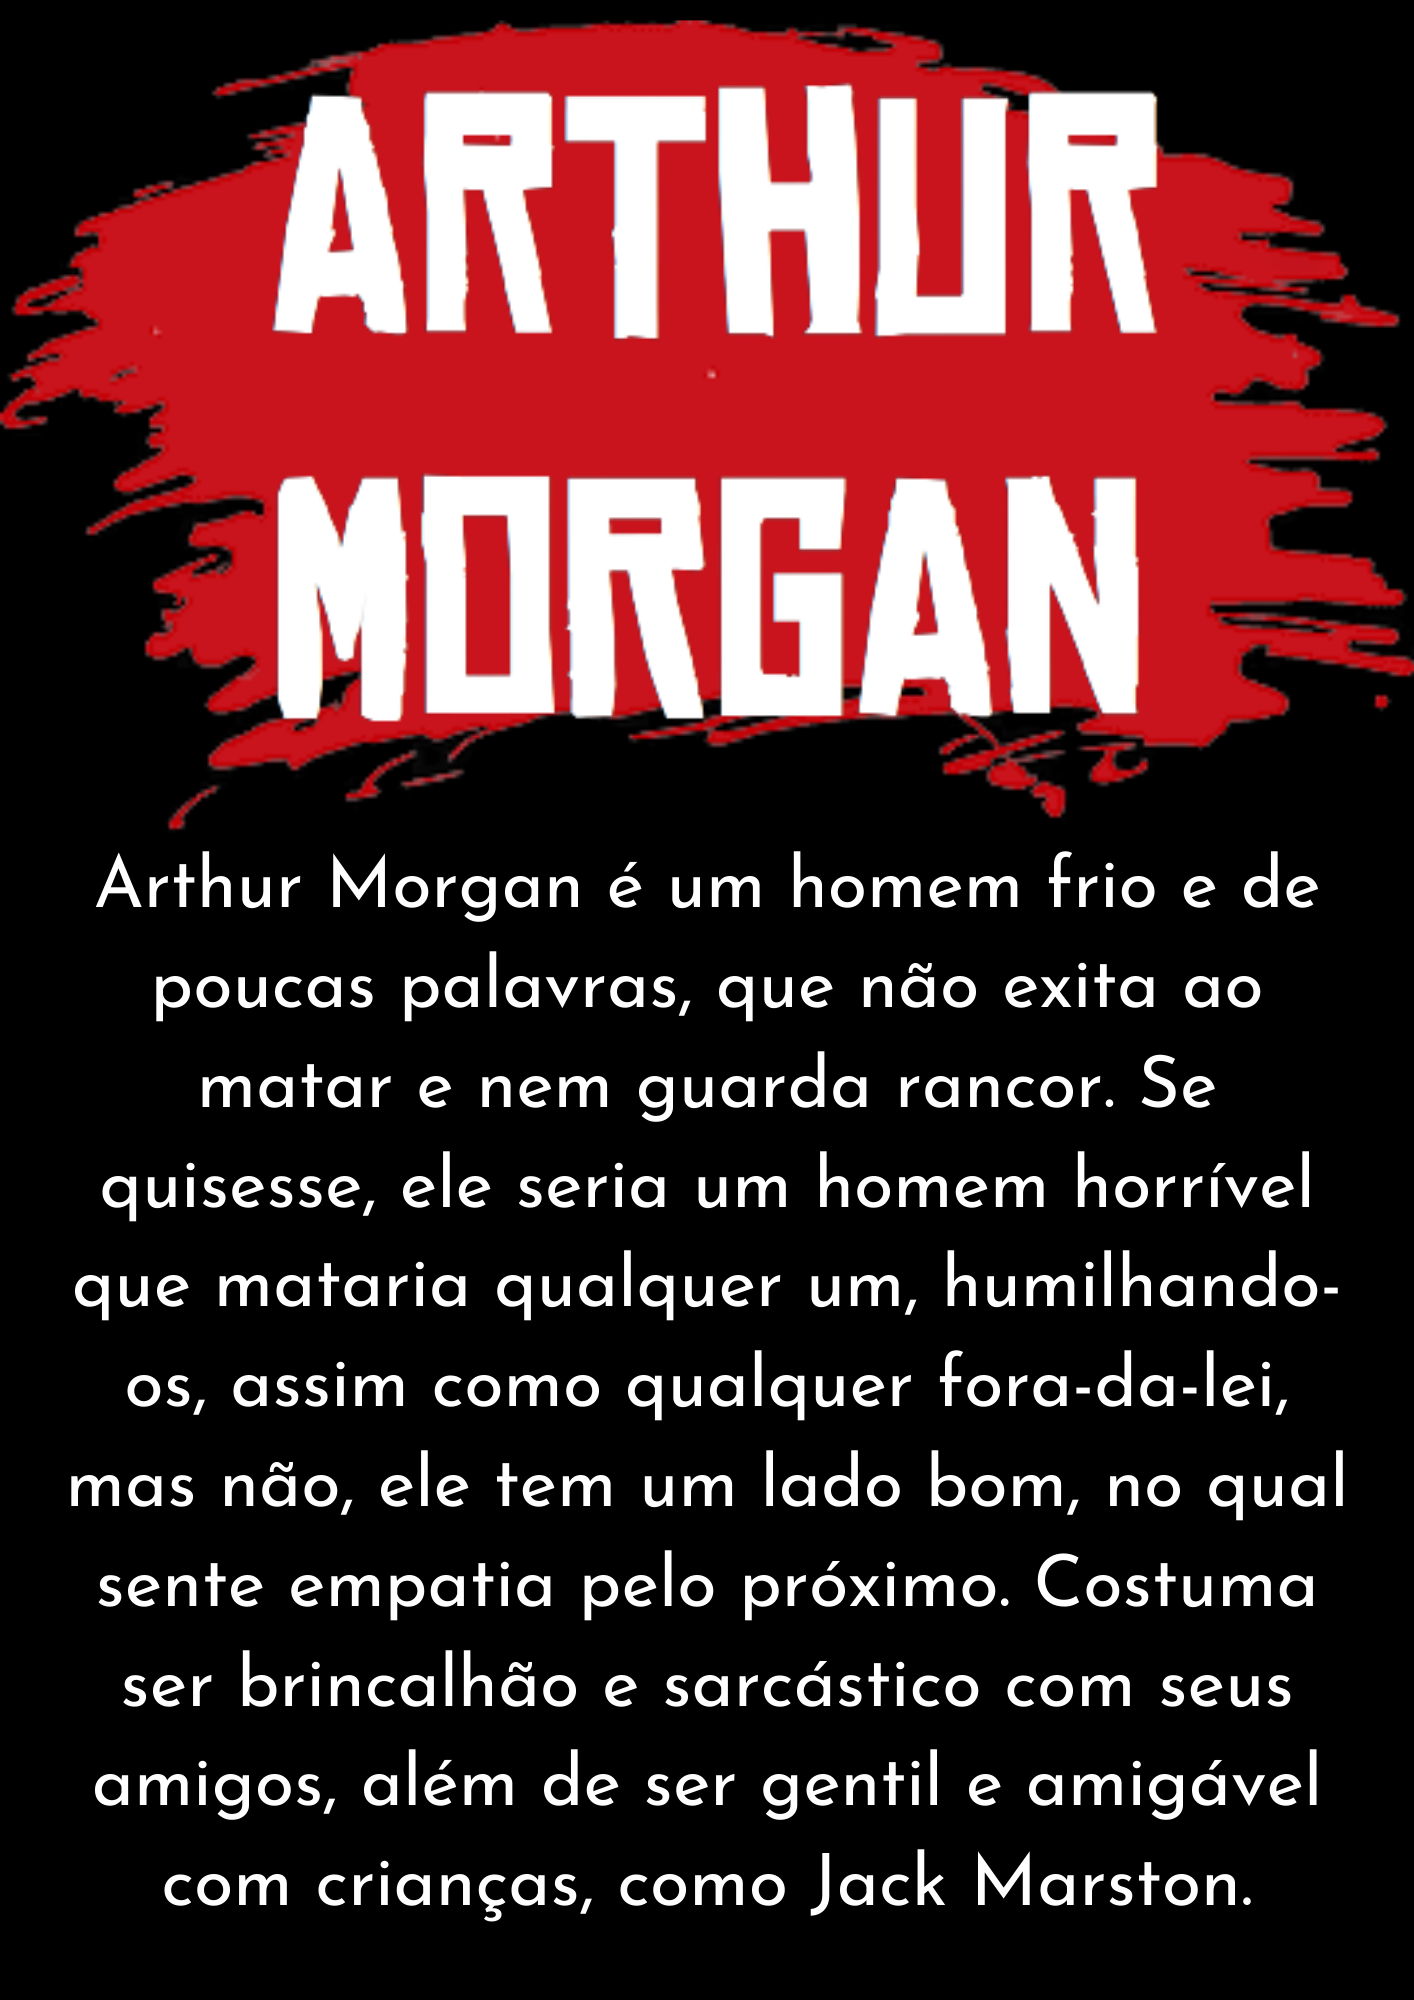 ARTHUR
MORGAN
Arthur Morgan é um homem frio e de
poucas palavras, que não exita ao
matar e nem guarda rancor. Se
quisesse, ele seria um homem horrível
que mataria qualquer um, humilhando-
os, assim como qualquer fora-da-lei,
mas não, ele tem um lado bom, no qual
sente empatia pelo próximo. Costuma
ser brincalhão e sarcástico com seus
amigos, além de ser gentil e amigável
com crianças, como Jack Marston.